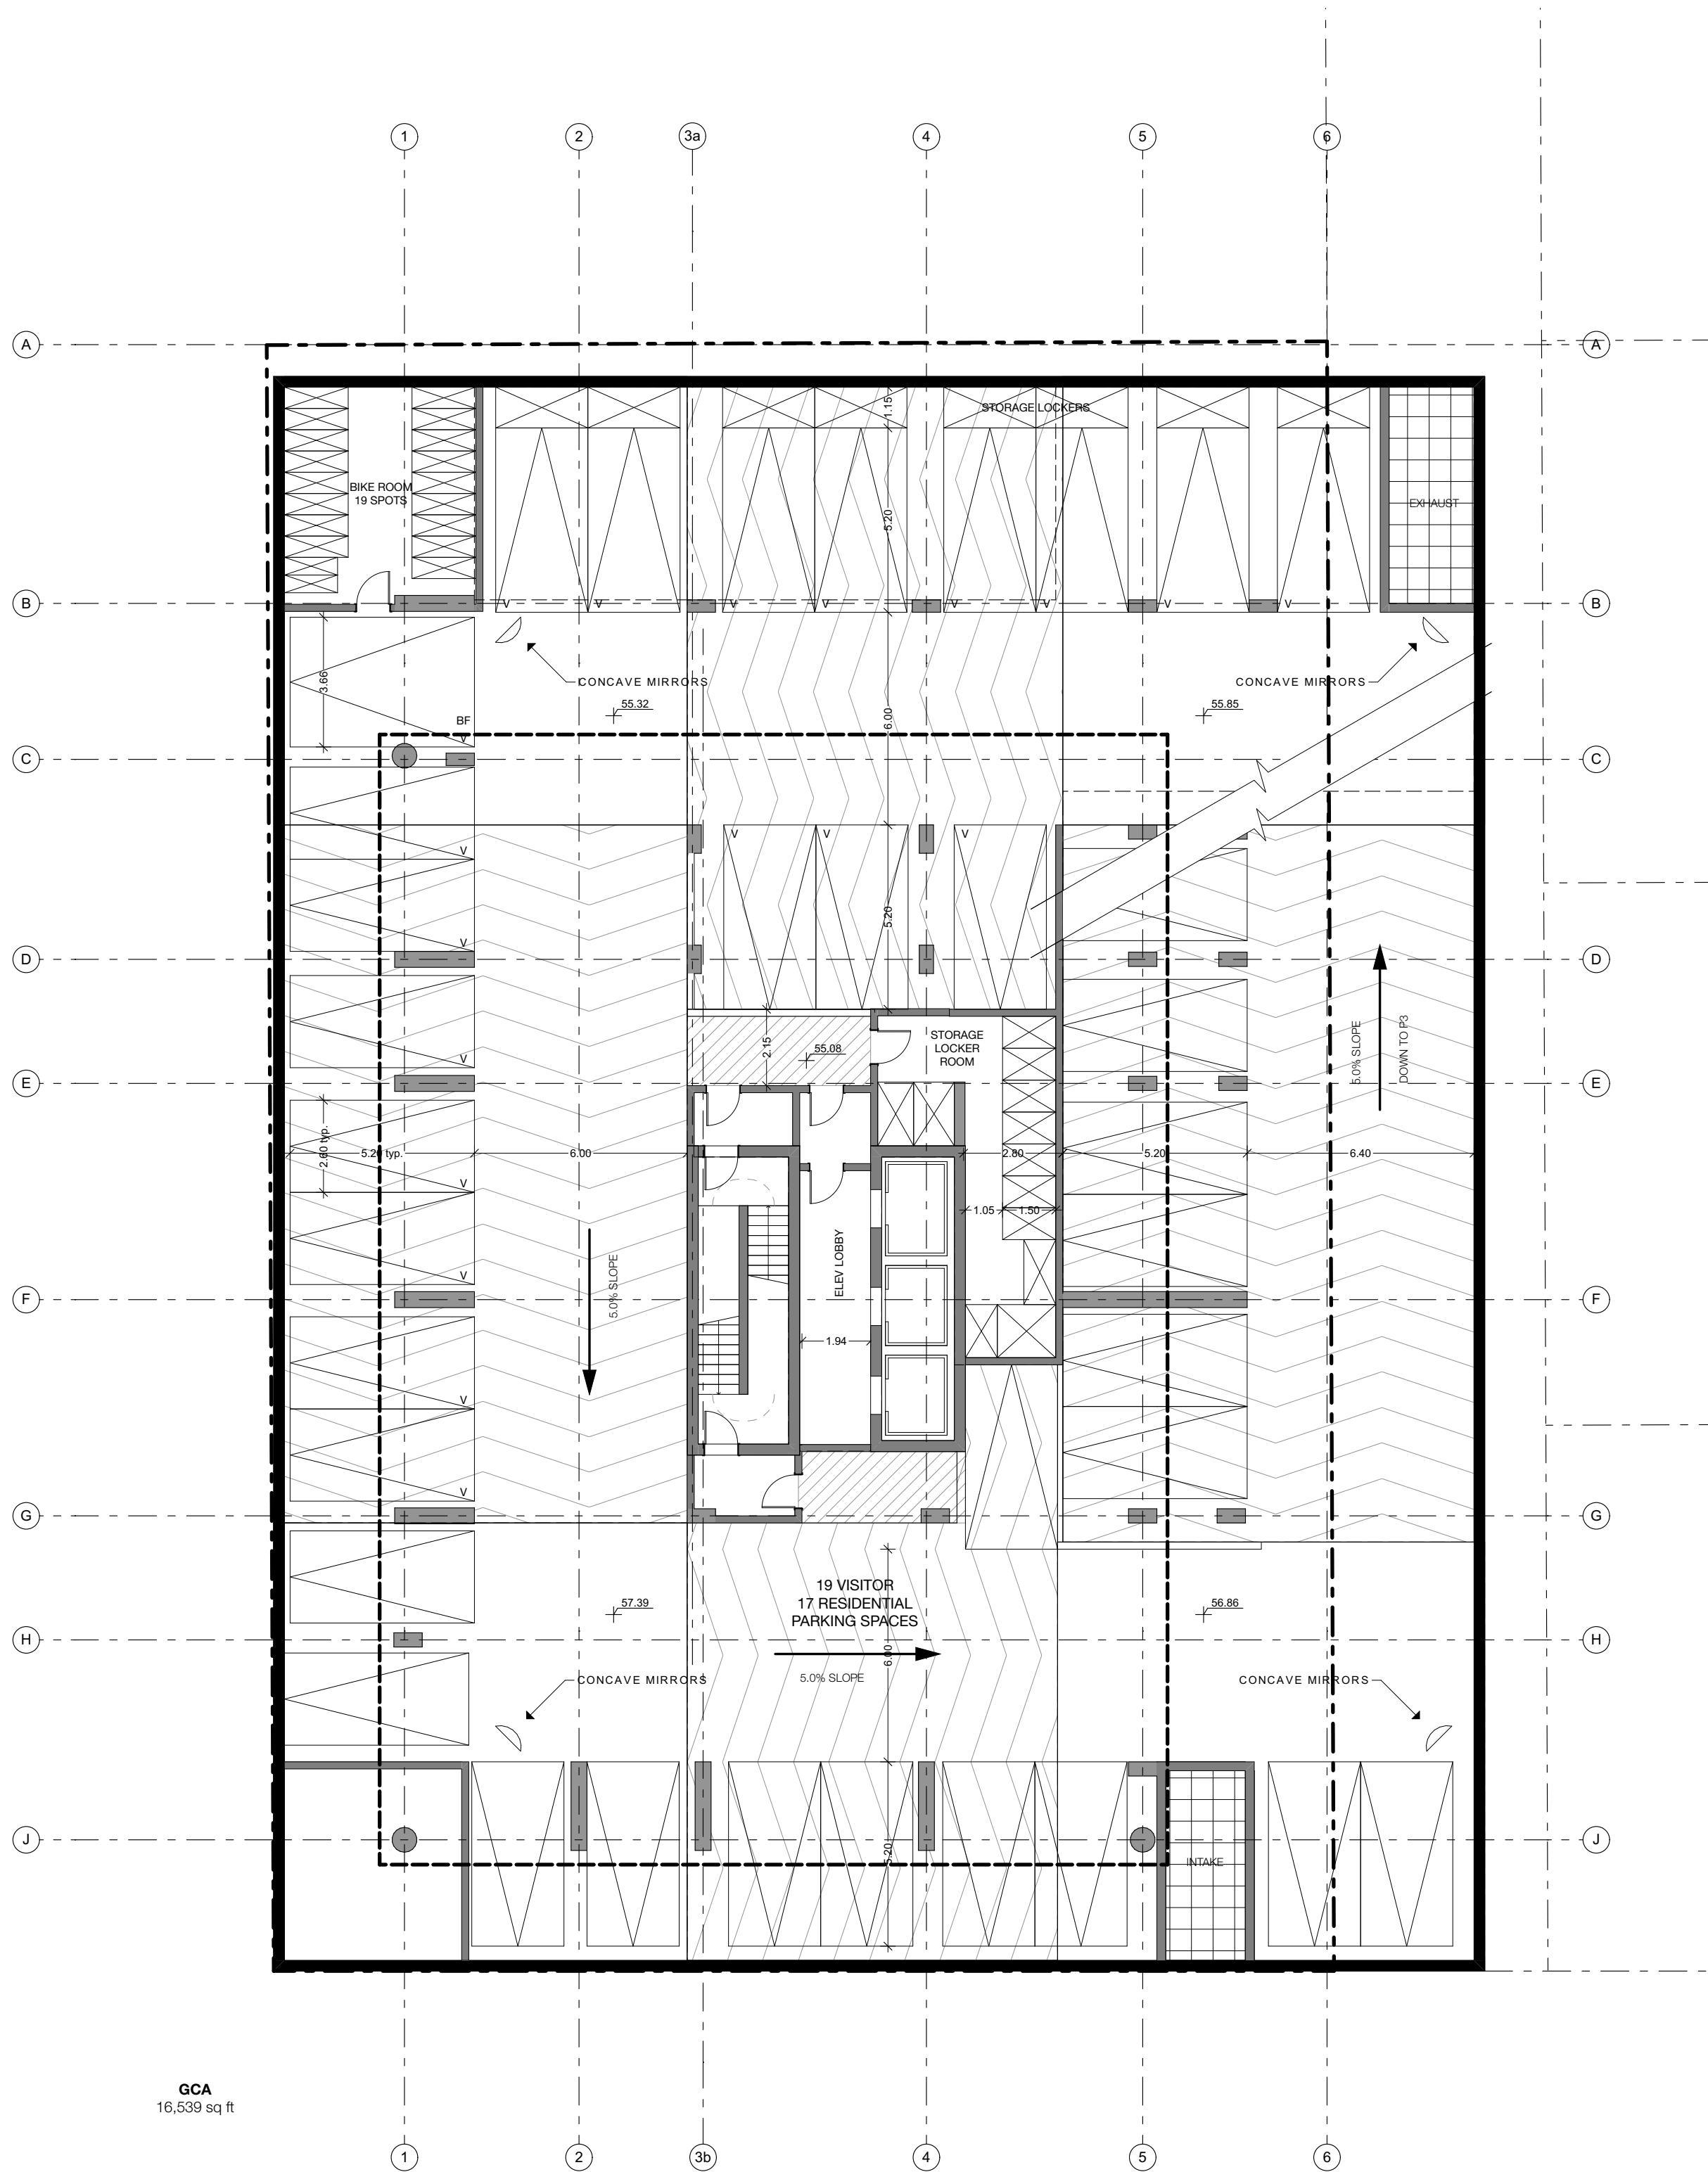 1
2
3a
4
5
6
A
A
STORAGE LOCKERS
1.15
BIKE ROOM
19 SPOTS
EXHAUST
5.20
B
B
V
V
V
V
V
V
V
V
3.66
CONCAVE MIRRORS
CONCAVE MIRRORS
55.32
55.85
BF
V
6.00
C
C
V
V
V
V
V
5.20
D
D
V
STORAGE
LOCKER
ROOM
55.08
2.15
5.0% SLOPE
DOWN TO P3
V
E
E
2.60 typ.
5.20 typ.
6.00
2.80
5.20
6.40
V
1.05
1.50
ELEV LOBBY
5.0% SLOPE
V
F
F
1.94
V
V
G
G
19 VISITOR
17 RESIDENTIAL
PARKING SPACES
57.39
56.86
H
H
6.00
5.0% SLOPE
CONCAVE MIRRORS
CONCAVE MIRRORS
J
J
5.20
INTAKE
GCA
16,539 sq ft
1
2
3b
4
5
6